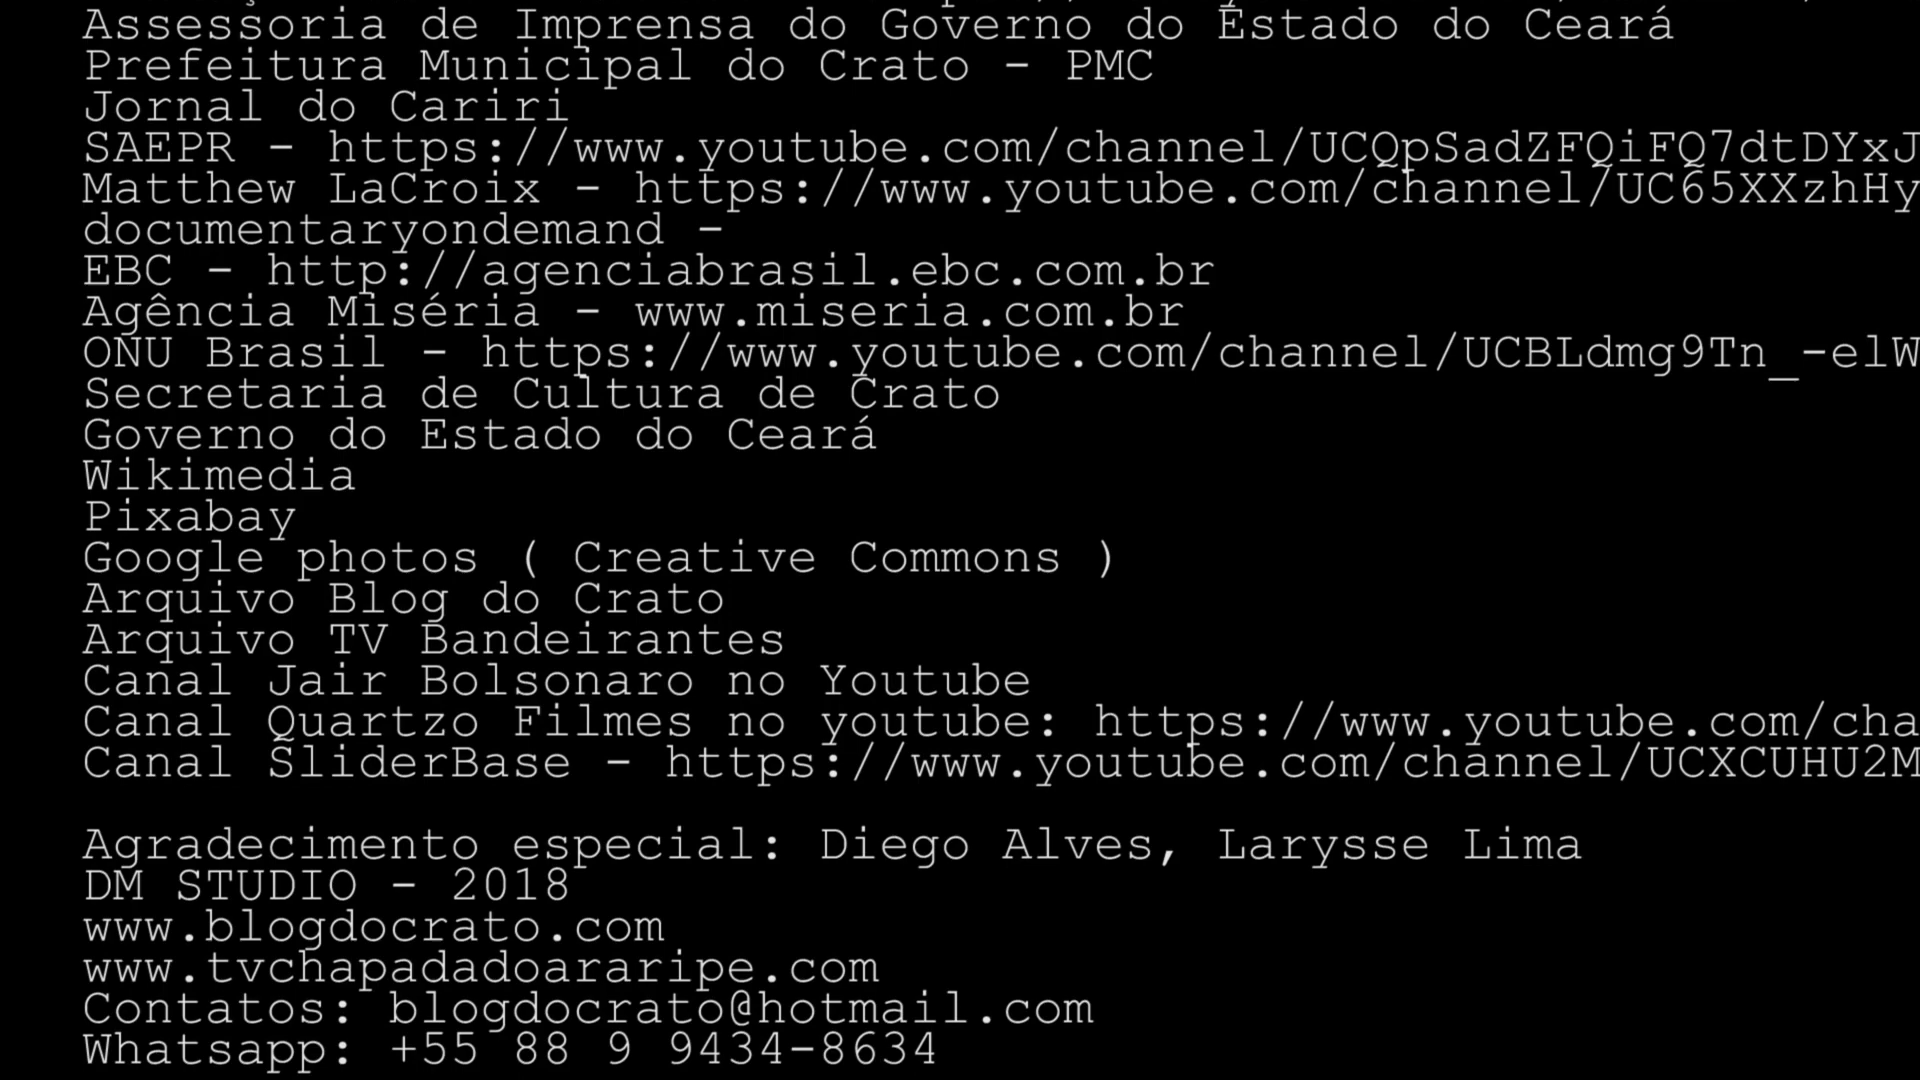 Assessoria de Imprensa do Governo do Estado do Ceará
Prefeitura Municipal do Crato - PMC
Jornal do Cariri
SAEPR - https://www.youtube.com/channel/UCQpSadZFQiFQ7dtDYxJ
Matthew LaCroix - https://www.youtube.com/channel/UC65XXzhHy
documentaryondemand -
EBC - http://agenciabrasil.ebc.com.br
Agência Miséria - www.miseria.com.br
ONU Brasil - https://www.youtube.com/channel/UCBLdmg9Tn_-elW
Secretaria de Cultura de Crato
Governo do Estado do Ceará
Wikimedia
Pixabay
Google photos ( Creative Commons )
Arquivo Blog do Crato
Arquivo TV Bandeirantes
Canal Jair Bolsonaro no Youtube
Canal Quartzo Filmes no youtube: https://www.youtube.com/cha
Canal SliderBase - https://www.youtube.com/channel/UCXCUHU2M
Agradecimento especial: Diego Alves, Larysse Lima
DM STUDIO - 2018
www.blogdocrato.com
www.tvchapadadoararipe.com
Contatos: blogdocrato@hotmail.com
Whatsapp: +55 88 9 9434-8634